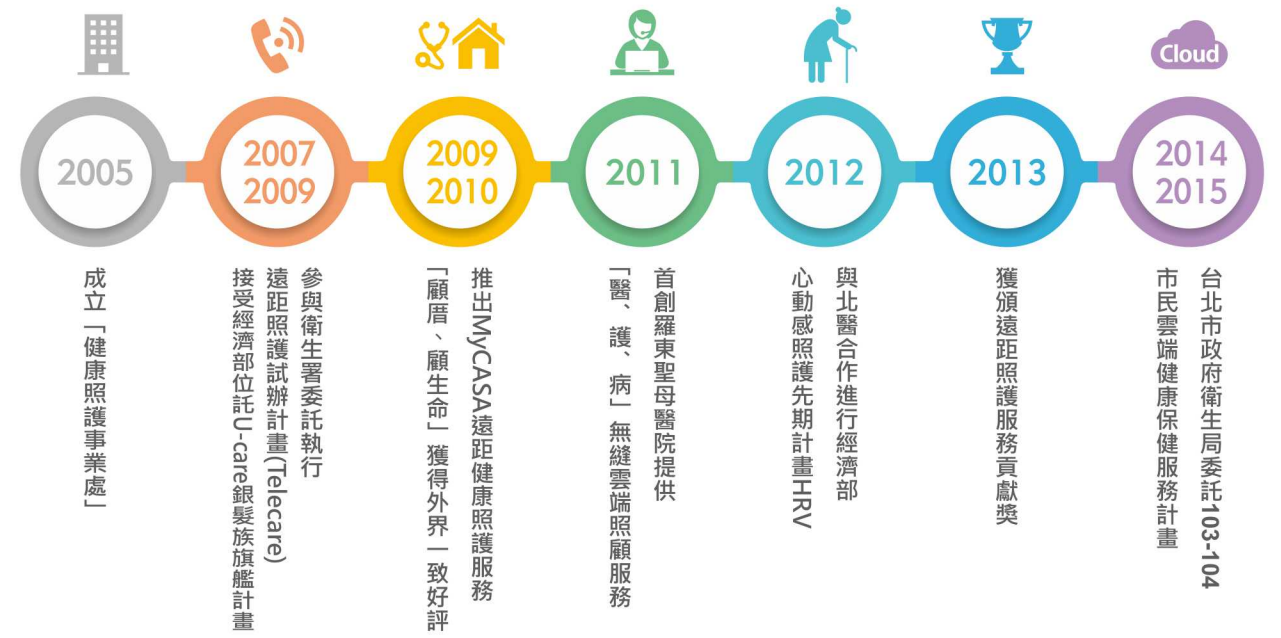 Cloud
2005
2007
2009
2009
2010
2011
2012
2013
2014
2015
成立「健康照護事業處」
參與衛生署委託執行
遠距照護試辦計畫(Telecare)
接受經濟部位託U-care銀髮族旗艦計畫
推出MyCASA遠距健康照護服務
「顧厝、顧生命」獲得外界一致好評
首創羅東聖母醫院提供
「醫、護、病」無縫雲端照顧服務
與北醫合作進行經濟部
心動感照護先期計畫HRV
獲頒遠距照護服務貢獻獎
台北市政府衛生局委託103-104
市民雲端健康保健服務計畫